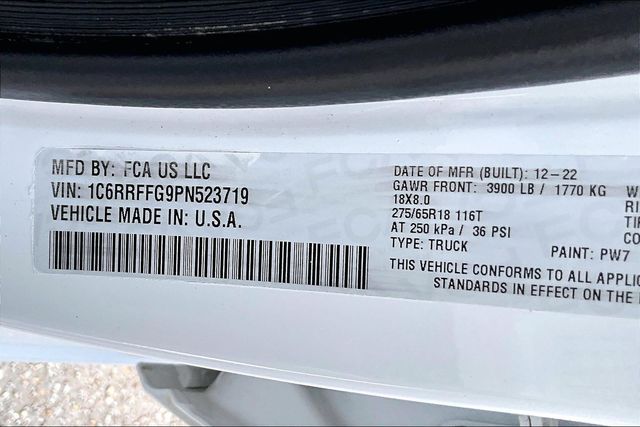 MFD BY: FCA US LLC
VIN: 1C6RRFFG9PN523719
VEHICLE MADE IN: U.S.A.
DATE OF MFR (BUILT): 12-22
GAWR FRONT: 3900 LB / 1770 KG
18X8.0
275/65R18 116T
AT 250 kPa / 36 PSI
TYPE: TRUCK
PAINT: PW7
THIS VEHICLE CONFORMS TO ALL
STANDARDS IN EFFECT ON THE